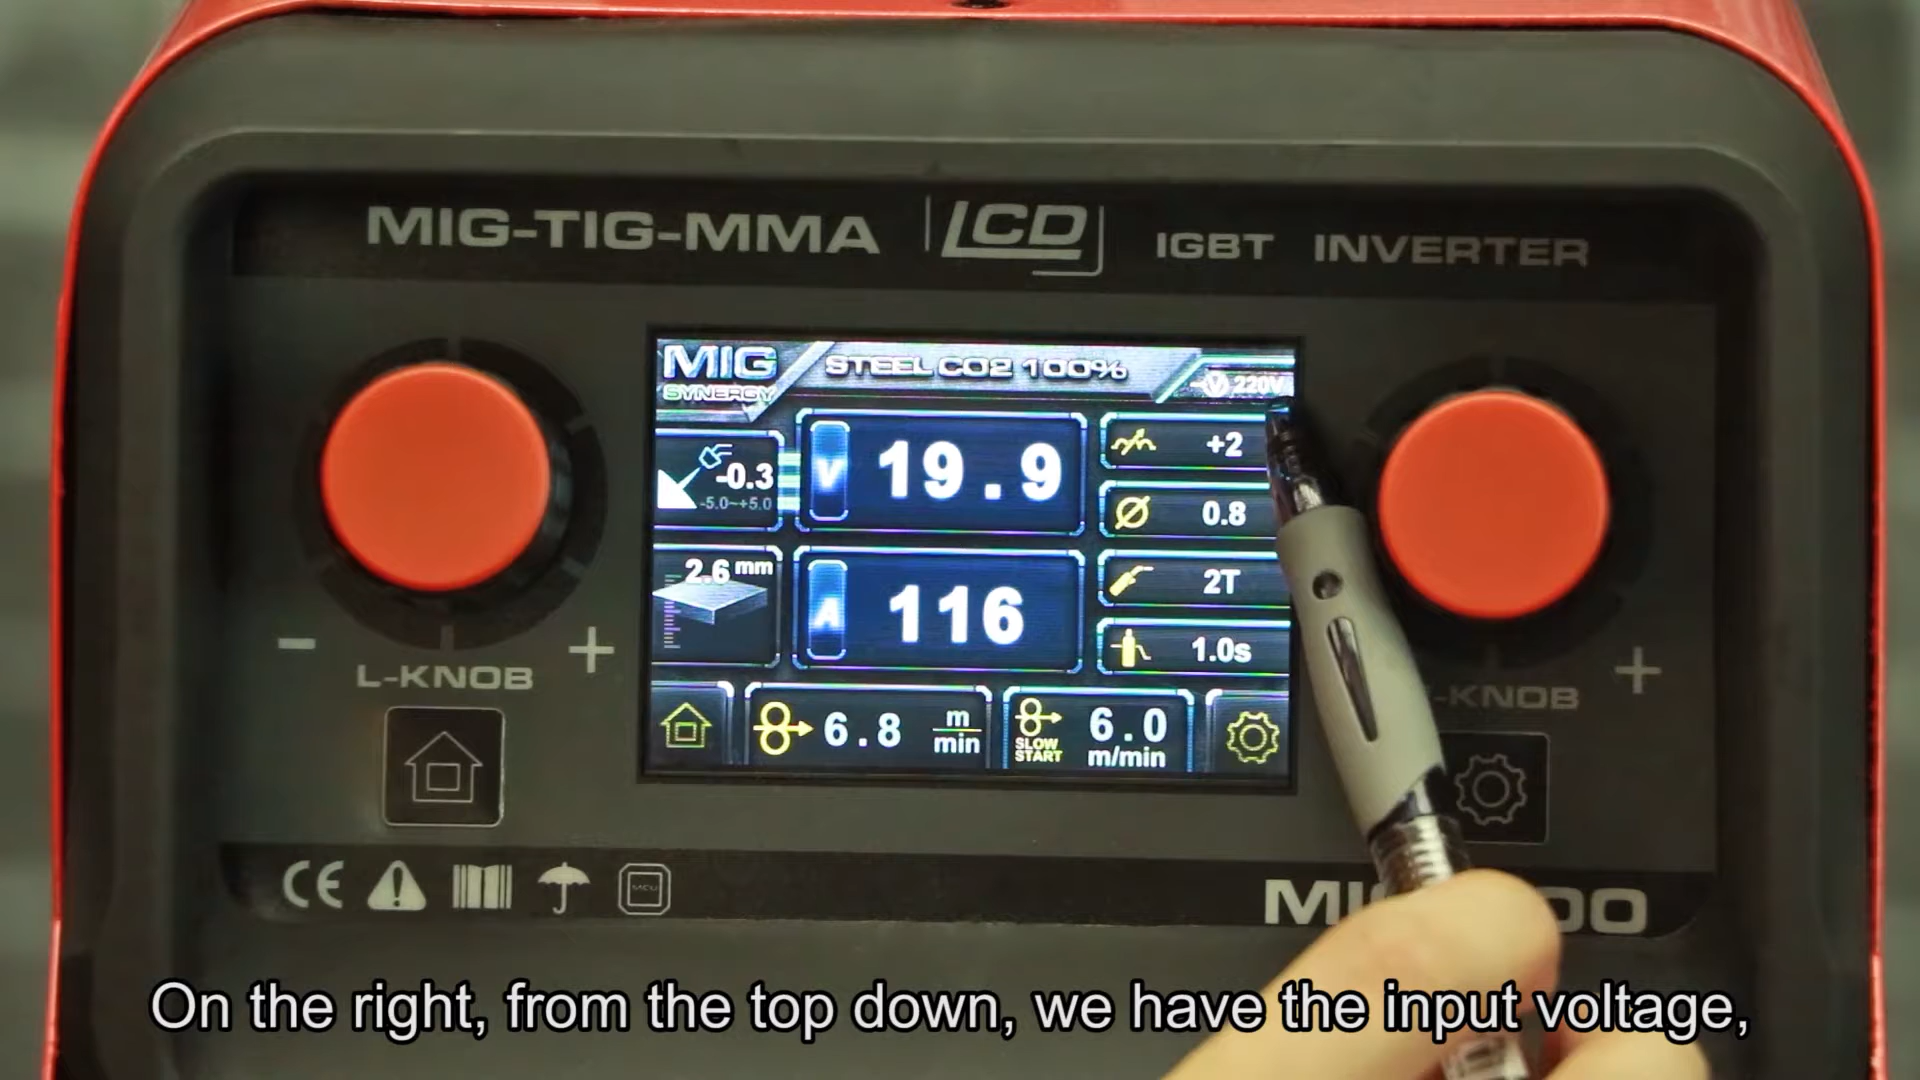 MIG-TIG-MMA LCD IGBT INVERTER
MIG
SYNERGY
STEEL CO2 100%
220V
-0.3
-5.0~+5.0
V 19.9
+2
0.8
2.6 mm
A 116
2T
1.0s
6.8 m/min
SLOW START
6.0 m/min
- L-KNOB +
-KNOB +
CE
MCU
On the right, from the top down, we have the input voltage,